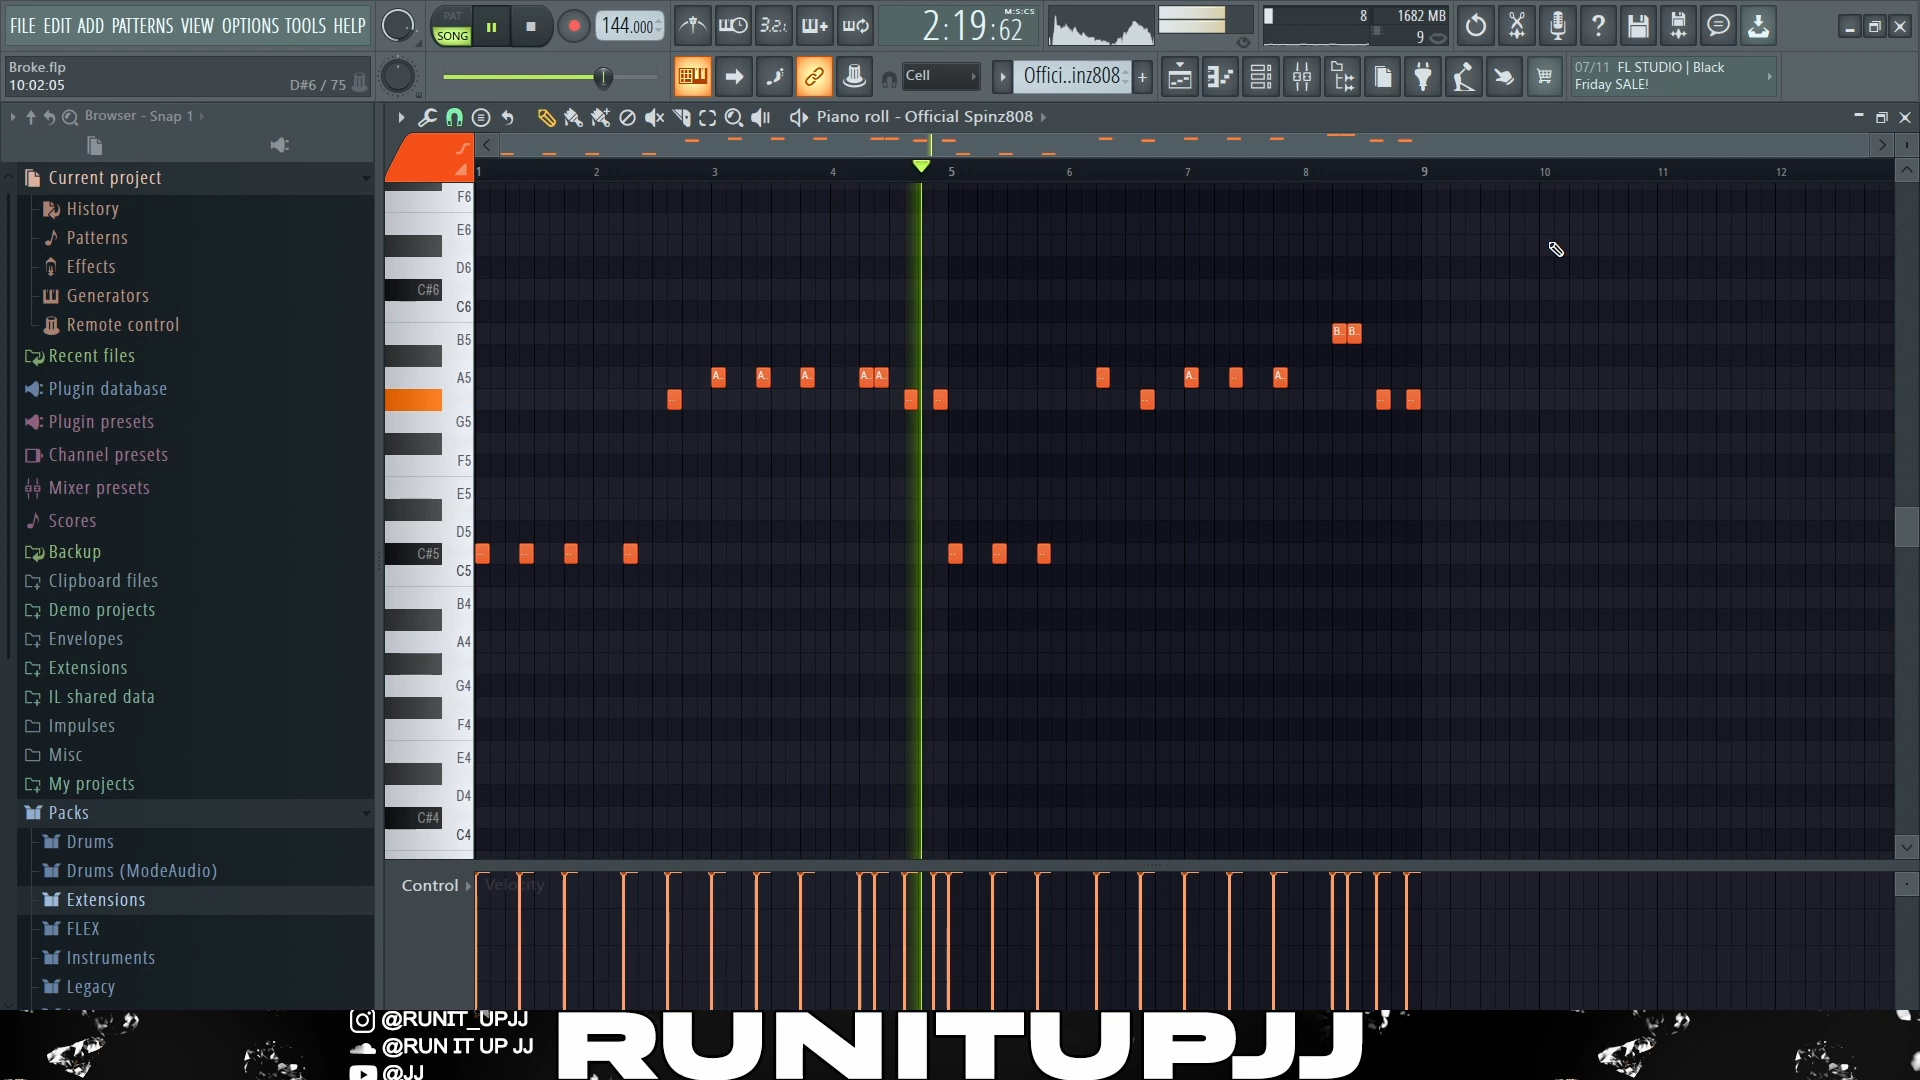 FILE EDIT ADD PATTERNS VIEW OPTIONS TOOLS HELP
PAT
SONG
144.000
3.2.
2:19:62
M:S:CS
8
1682 MB
9
Broke.flp
10:02:05
D#6 / 75
Cell
Offici..inz808
07/11 FL STUDIO | Black
Friday SALE!
Browser - Snap 1
Piano roll - Official Spinz808
Current project
History
Patterns
Effects
Generators
Remote control
Recent files
Plugin database
Plugin presets
Channel presets
Mixer presets
Scores
Backup
Clipboard files
Demo projects
Envelopes
Extensions
IL shared data
Impulses
Misc
My projects
Packs
Drums
Drums (ModeAudio)
Extensions
FLEX
Instruments
Legacy
1 2 3 4 5 6 7 8 9 10 11 12
F6
E6
D6
C#6
C6
B5
B.. B..
A5
A.. A.. A.. A.. A.. A.. A..
G5
F5
E5
D5
C#5
C5
B4
A4
G4
F4
E4
D4
C#4
C4
Control
Velocity
@RUNIT_UPJJ
@RUN IT UP JJ
@JJ
RUNITUPJJ